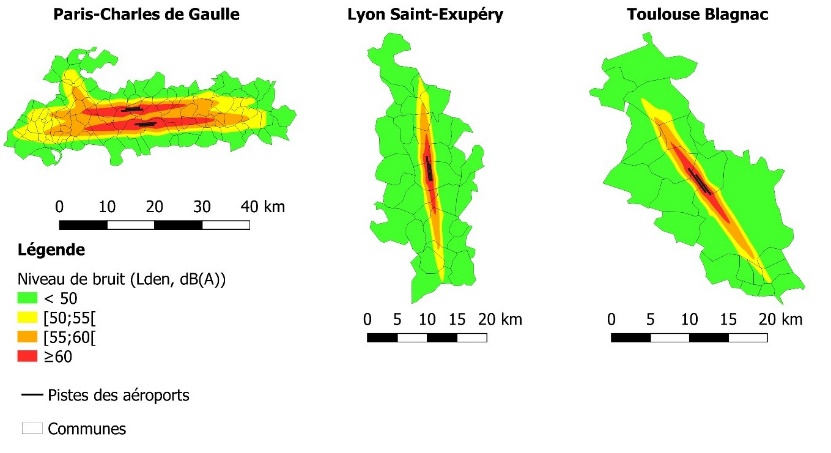 Paris-Charles de Gaulle
Lyon Saint-Exupéry
Toulouse Blagnac
0 10 20 30 40 km
Légende
Niveau de bruit (Lden, dB(A))
< 50
[50;55[
[55;60[
≥60
Pistes des aéroports
Communes
0 5 10 15 20 km
0 5 10 15 20 km